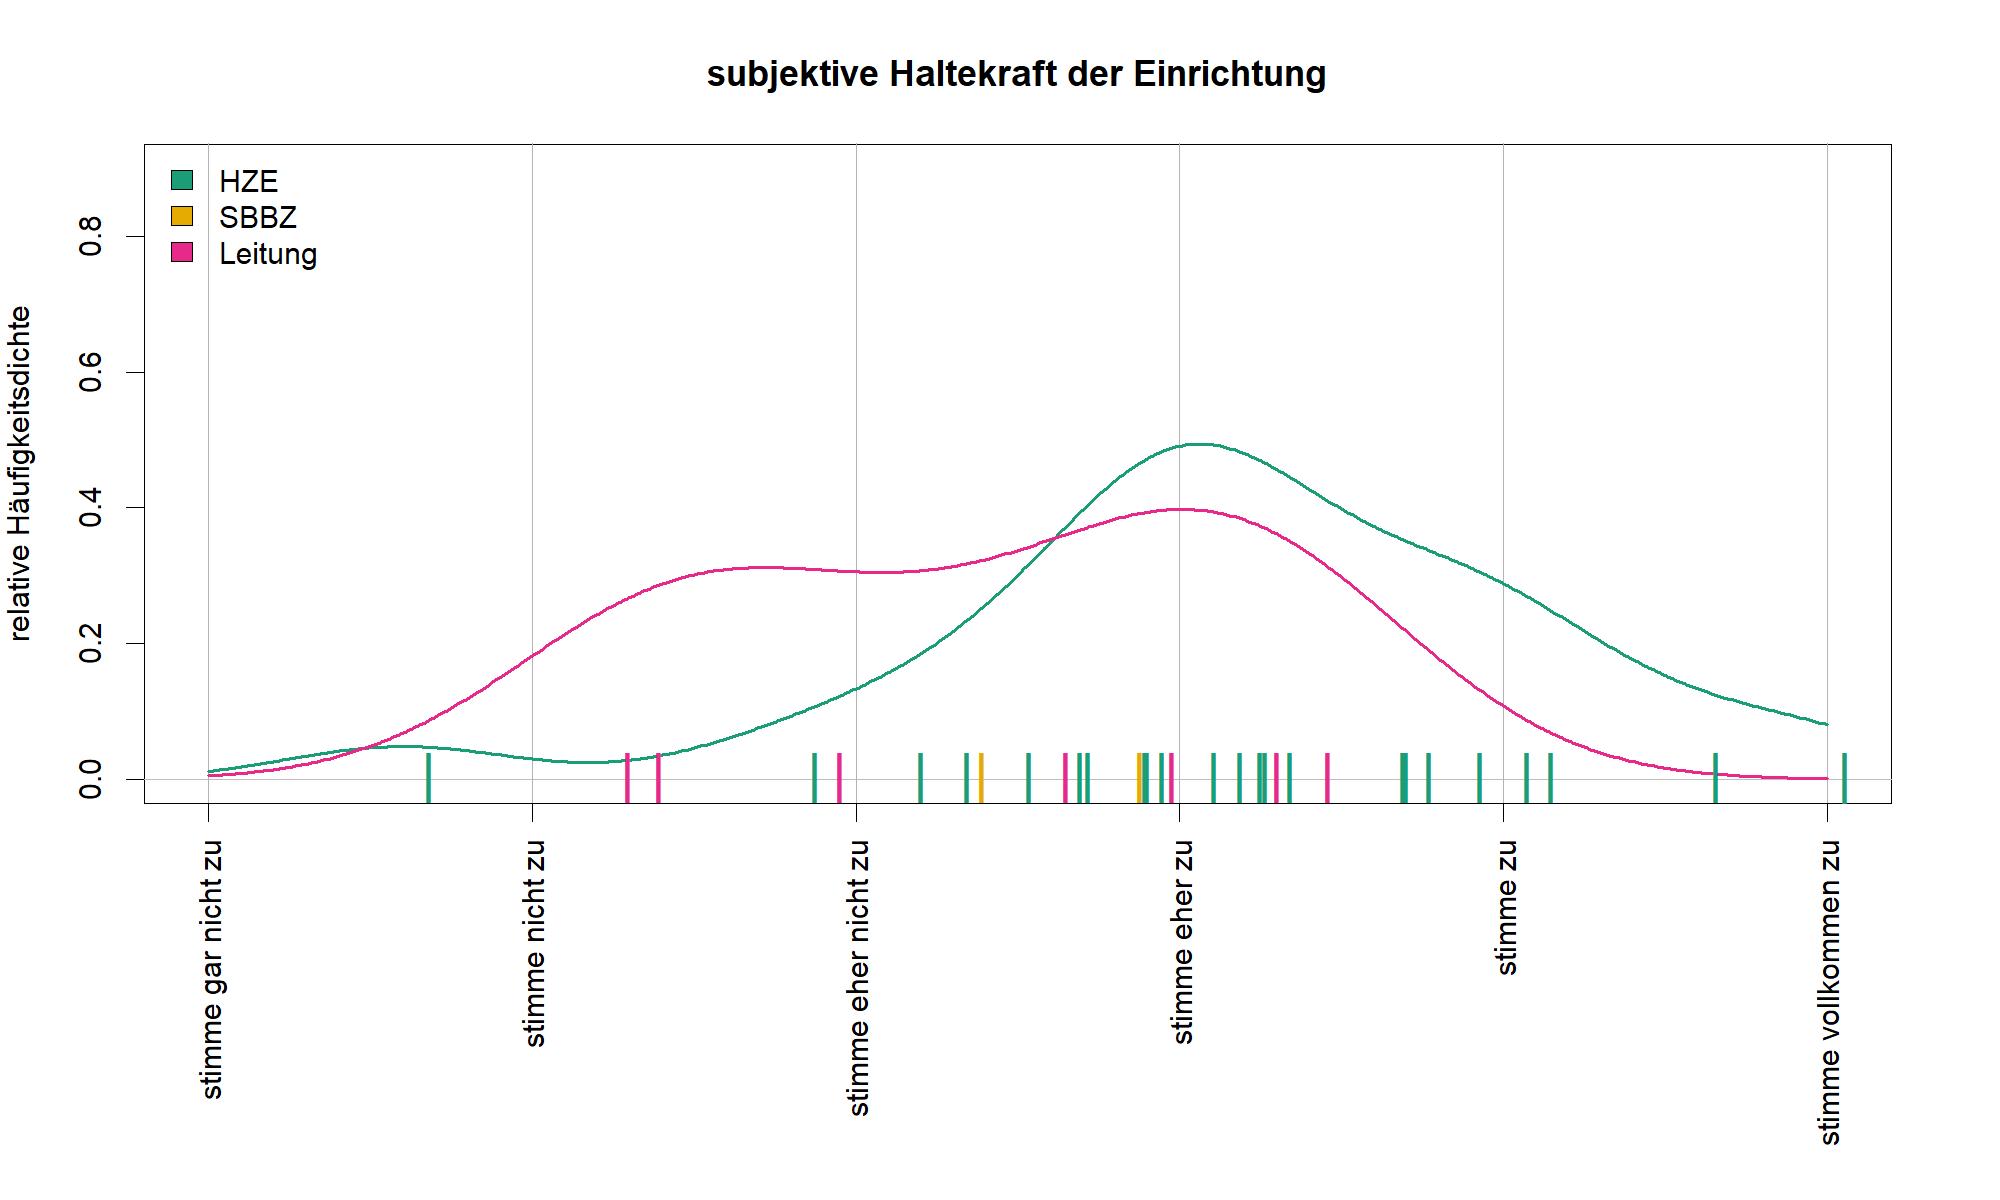 subjektive Haltekraft der Einrichtung
HZE
SBBZ
Leitung
relative Häufigkeitsdichte
0.8
0.6
0.4
0.2
0.0
stimme gar nicht zu
stimme nicht zu
stimme eher nicht zu
stimme eher zu
stimme zu
stimme vollkommen zu